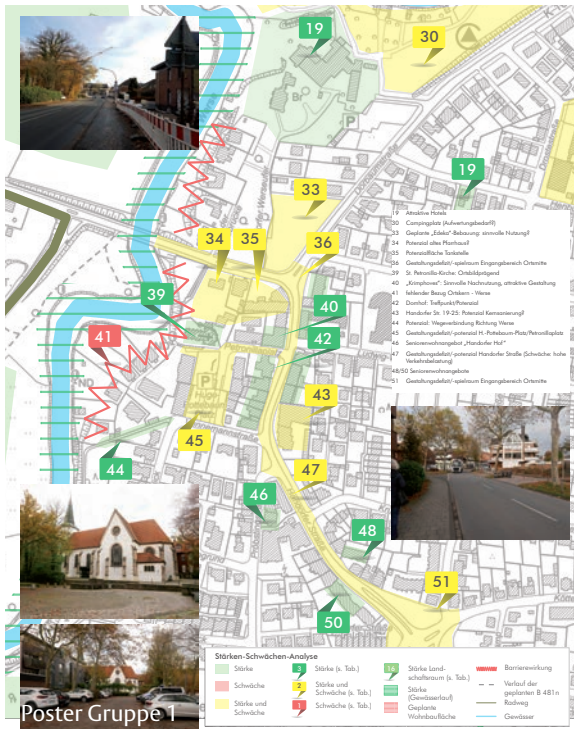 19
30
19
33
34
35
36
39
40
41
42
43
45
44
47
46
48
51
50
P
P
ND
19 Attraktive Hotels
30 Campingplatz (Aufwertungsbedarf?)
33 Geplante „Edeka"-Bebauung: sinnvolle Nutzung?
34 Potenzial altes Pfarrhaus?
35 Potenzialfläche Tankstelle
36 Gestaltungsdefizit/-spielraum Eingangsbereich Ortsmitte
39 St. Petronilla-Kirche: Ortsbildprägend
40 „Krimphoves": Sinnvolle Nachnutzung, attraktive Gestaltung
41 fehlender Bezug Ortskern - Werse
42 Dornhof: Treffpunkt/Potenzial
43 Handorfer Str. 19-25: Potenzial Kernsanierung?
44 Potenzial: Wegeverbindung Richtung Werse
45 Gestaltungsdefizit/-potenzial H.-Pottebaum-Platz/Petronillaplatz
46 Seniorenwohnangebot „Handorfer Hof"
47 Gestaltungsdefizit/-potenzial Handorfer Straße (Schwäche: hohe
Verkehrsbelastung)
48/50 Seniorenwohnangebote
51 Gestaltungsdefizit/-spielraum Eingangsbereich Ortsmitte
Poster Gruppe 1
Stärken-Schwächen-Analyse
Stärke
Schwäche
Stärke und
Schwäche
3 Stärke (s. Tab.)
2 Stärke und
Schwäche (s. Tab.)
1 Schwäche (s. Tab.)
16 Stärke Land-
schaftsraum (s. Tab.)
Stärke
(Gewässerlauf)
Geplante
Wohnbaufläche
Barrierewirkung
Verlauf der
geplanten B 481n
Radweg
Gewässer